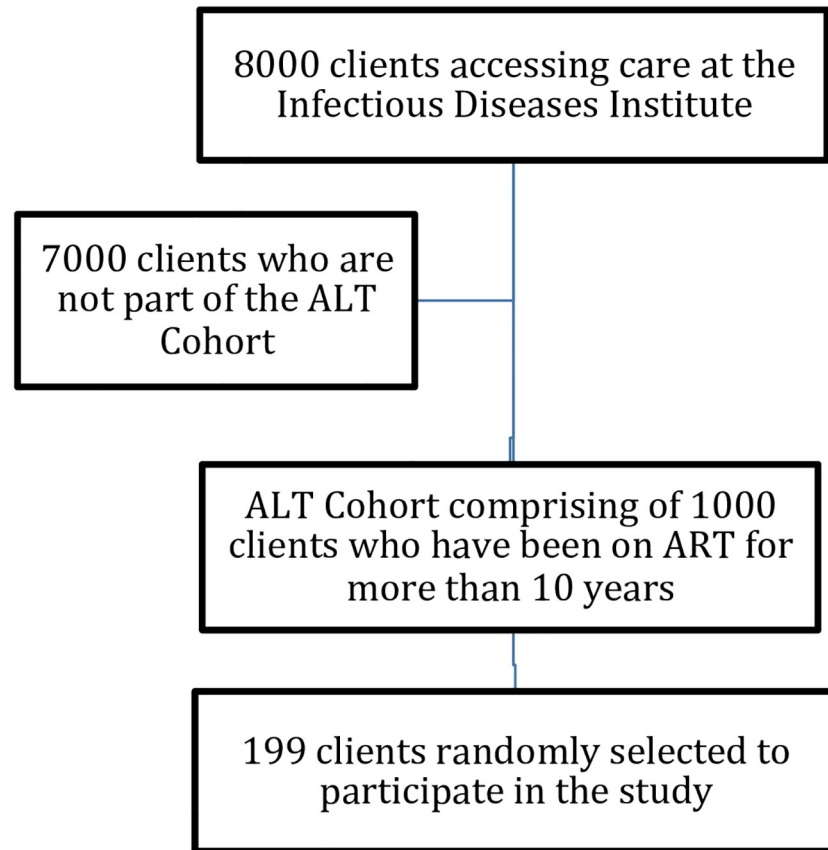 8000 clients accessing care at the
Infectious Diseases Institute
7000 clients who are
not part of the ALT
Cohort
ALT Cohort comprising of 1000
clients who have been on ART for
more than 10 years
199 clients randomly selected to
participate in the study